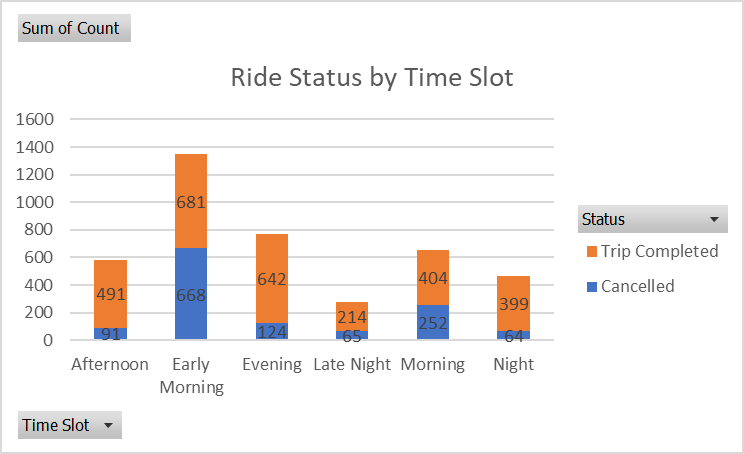 Sum of Count
Ride Status by Time Slot
1600
1400
1200
1000
800
600
400
200
0
491
91
681
668
642
124
214
65
404
252
399
64
Afternoon
Early
Morning
Evening
Late Night
Morning
Night
Status
Trip Completed
Cancelled
Time Slot